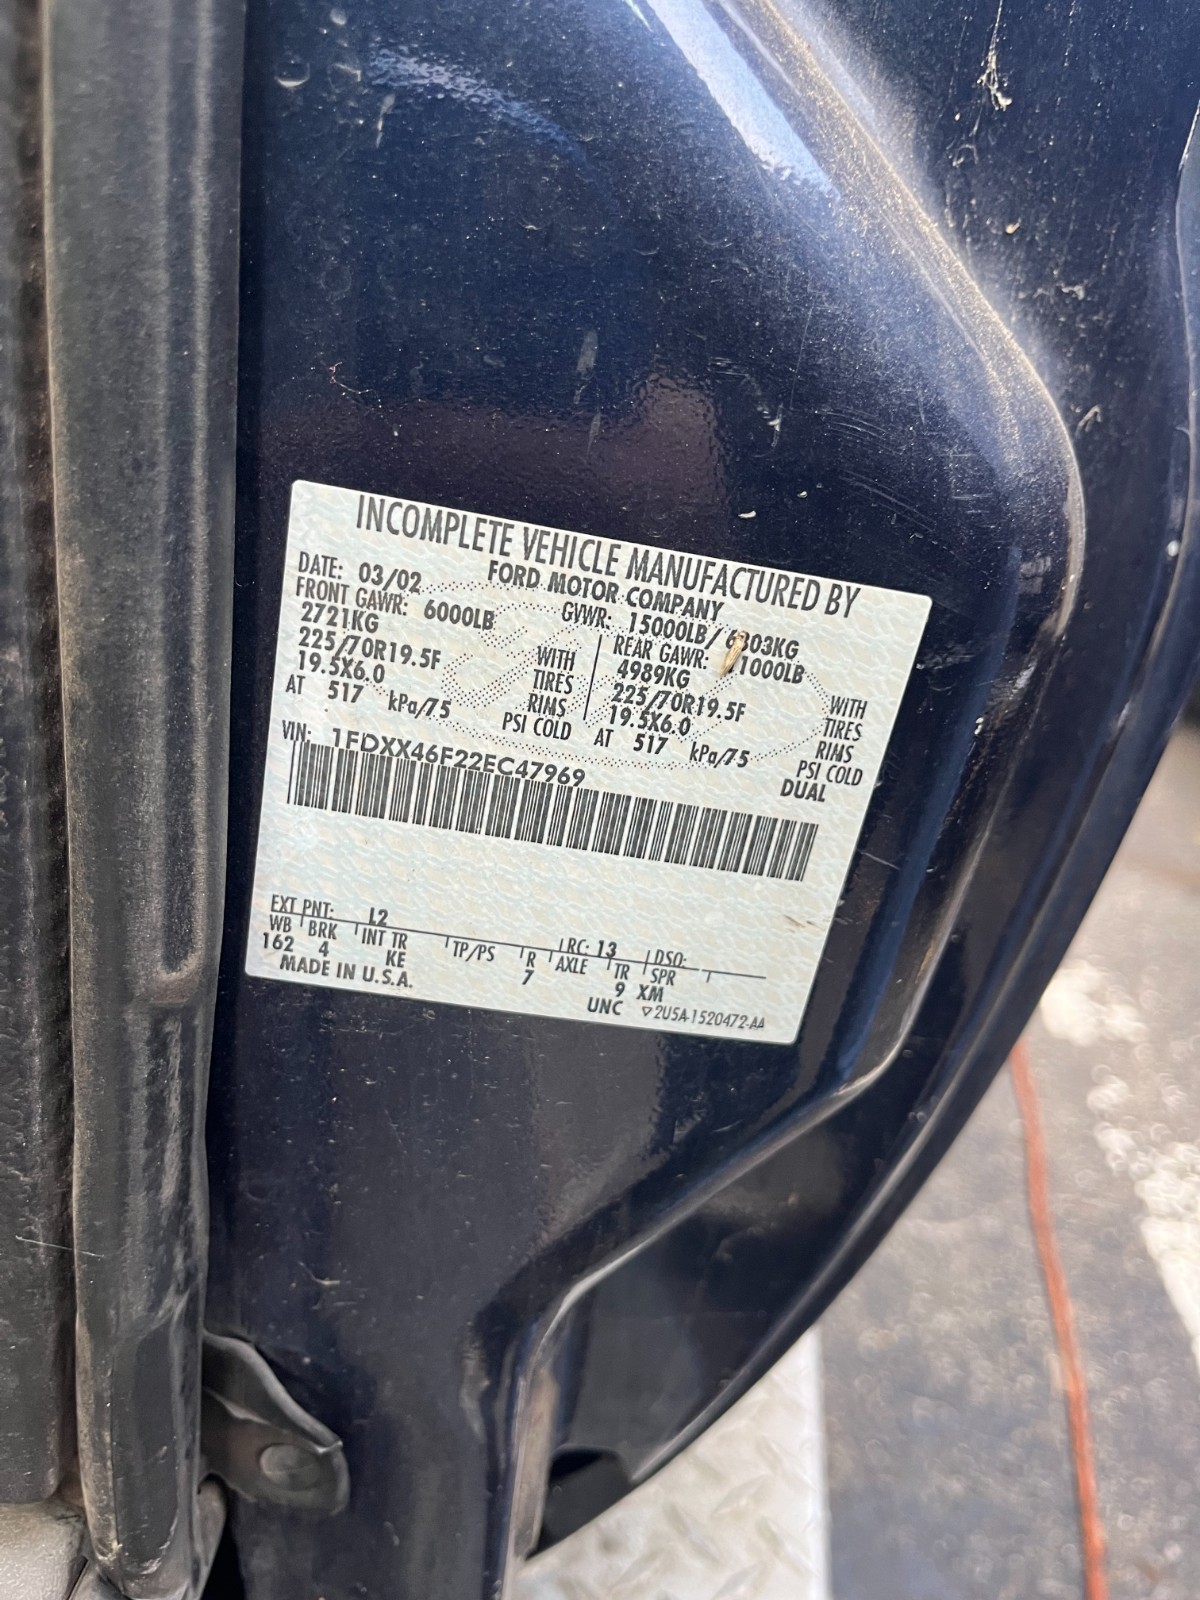 INCOMPLETE VEHICLE MANUFACTURED BY
FORD MOTOR COMPANY
DATE: 03/02 GVWR: 15000LB/ 6803KG
FRONT GAWR: 6000LB REAR GAWR: 11000LB
2721KG WITH 4989KG WITH
225/70R19.5F TIRES 225/70R19.5F TIRES
19.5X6.0 RIMS 19.5X6.0 RIMS
AT 517 kPa/75 PSI COLD AT 517 kPa/75 PSI COLD
DUAL
VIN: 1FDXX46F22EC47969
EXT PNT: L2 RC: 13 DSO:
WB BRK INT TR TP/PS R AXLE TR SPR
162 4 KE 7 9 XM
MADE IN U.S.A. UNC ▽2U5A-1520472-AA